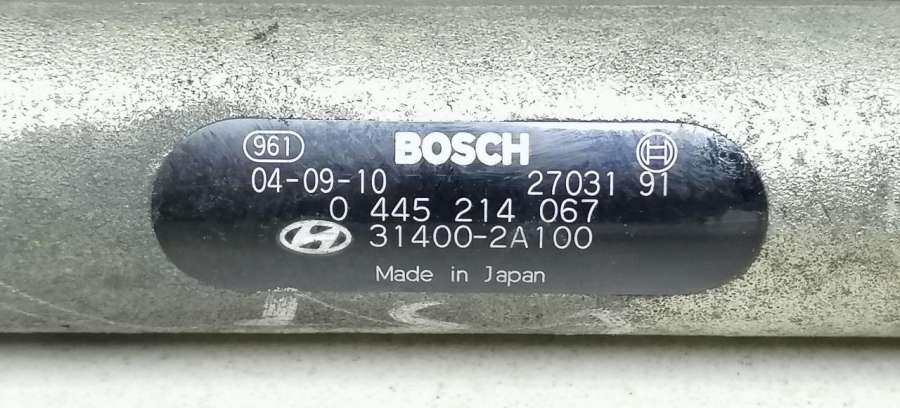 961 BOSCH
04-09-10 27031 91
0 445 214 067
31400-2A100
Made in Japan